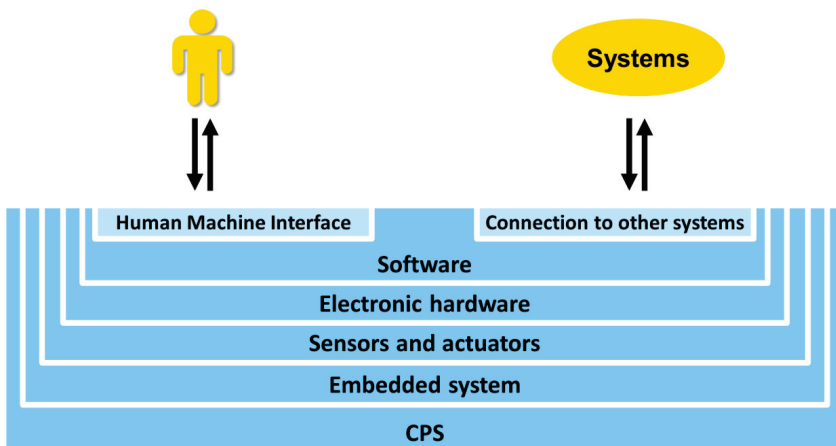 Systems
Human Machine Interface
Connection to other systems
Software
Electronic hardware
Sensors and actuators
Embedded system
CPS